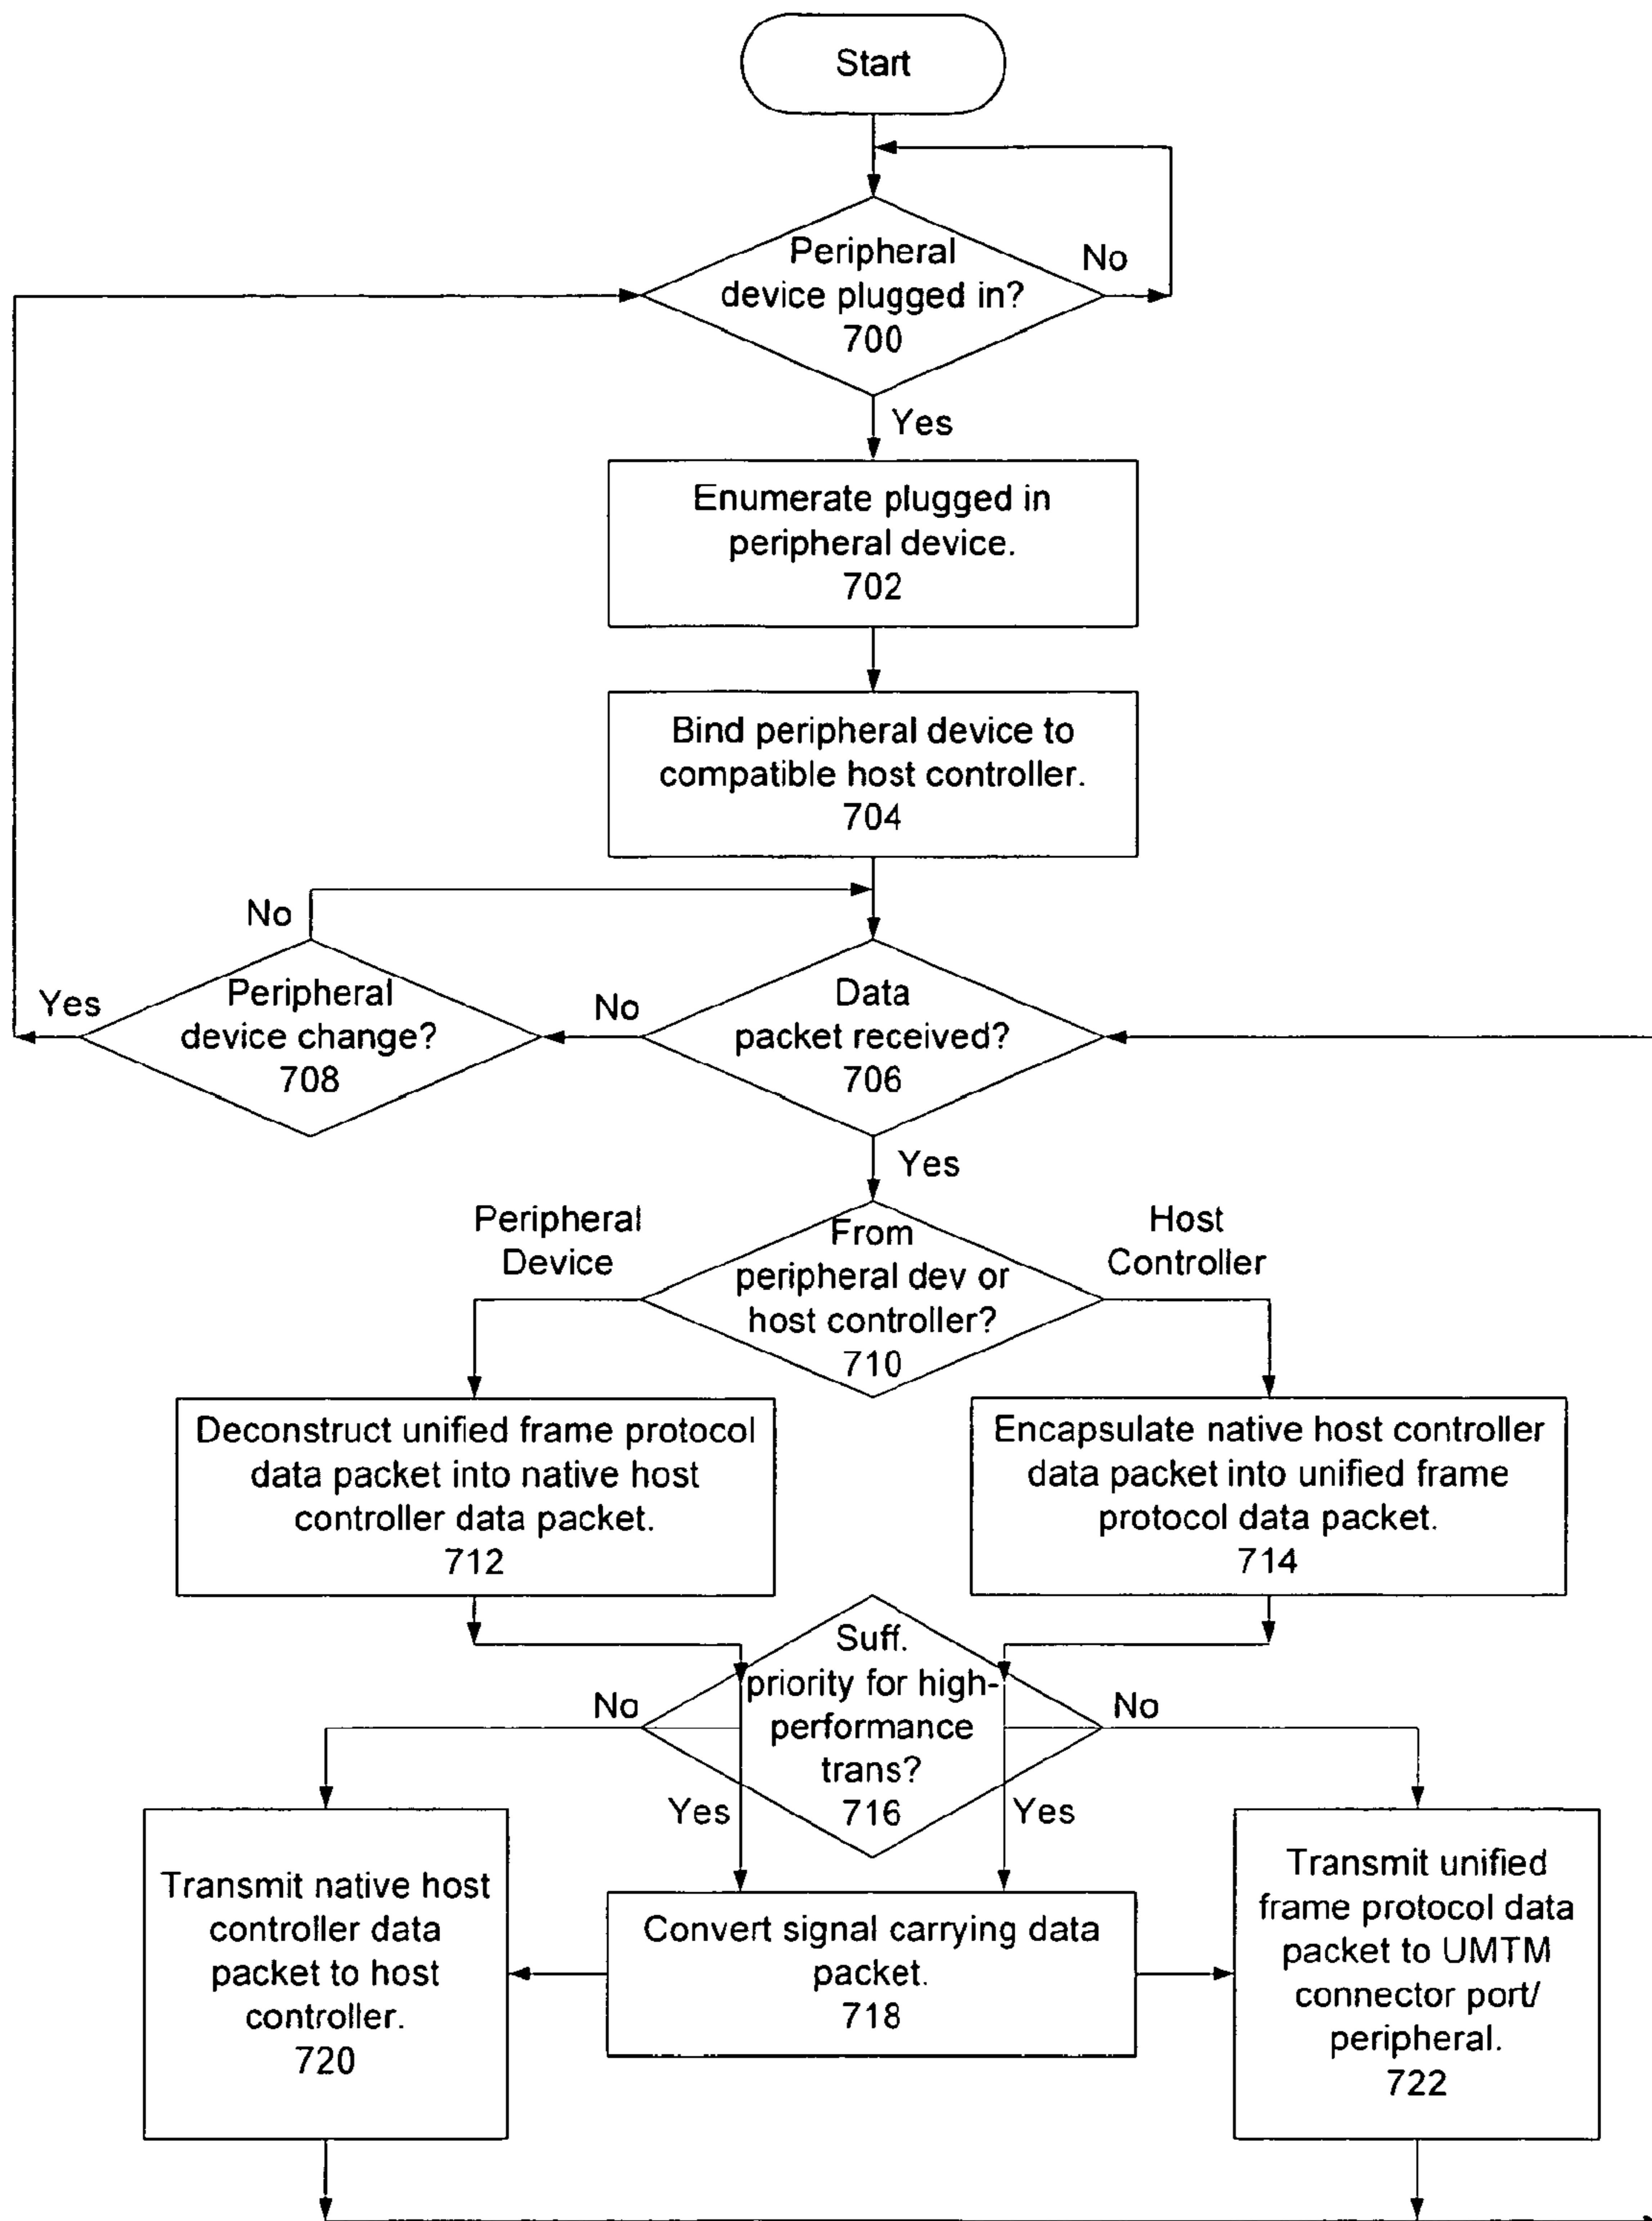 Start
Peripheral
device plugged in?
700
No
Yes
Enumerate plugged in
peripheral device.
702
Bind peripheral device to
compatible host controller.
704
No
Yes
Peripheral
device change?
708
No
Data
packet received?
706
Yes
Peripheral
Device
From
peripheral dev or
host controller?
710
Host
Controller
Deconstruct unified frame protocol
data packet into native host
controller data packet.
712
Encapsulate native host controller
data packet into unified frame
protocol data packet.
714
No
Suff.
priority for high-
performance
trans?
716
No
Yes
Yes
Transmit native host
controller data
packet to host
controller.
720
Convert signal carrying data
packet.
718
Transmit unified
frame protocol data
packet to UMTM
connector port/
peripheral.
722